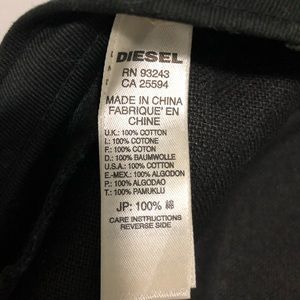 DIESEL
RN 93243
CA 25594
MADE IN CHINA
FABRIQUE' EN
CHINE
U.K.: 100% COTTON
L: 100% COTONE
F.: 100% COTON
D.: 100% BAUMWOLLE
U.S.A.: 100% COTTON
E.-MEX.: 100% ALGODON
P.: 100% ALGODAO
T.: 100% PAMUKLU
JP: 100% 綿
CARE INSTRUCTIONS
REVERSE SIDE